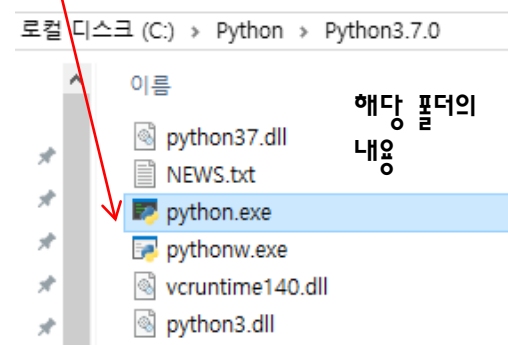 로컬 디스크 (C:) > Python > Python3.7.0
이름
해당 폴더의
내용
python37.dll
NEWS.txt
python.exe
pythonw.exe
vcruntime140.dll
python3.dll